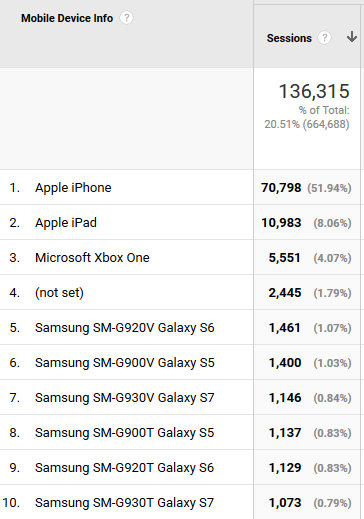 Mobile Device Info ?
Sessions ?
136,315
% of Total:
20.51% (664,688)
1. Apple iPhone 70,798 (51.94%)
2. Apple iPad 10,983 (8.06%)
3. Microsoft Xbox One 5,551 (4.07%)
4. (not set) 2,445 (1.79%)
5. Samsung SM-G920V Galaxy S6 1,461 (1.07%)
6. Samsung SM-G900V Galaxy S5 1,400 (1.03%)
7. Samsung SM-G930V Galaxy S7 1,146 (0.84%)
8. Samsung SM-G900T Galaxy S5 1,137 (0.83%)
9. Samsung SM-G920T Galaxy S6 1,129 (0.83%)
10. Samsung SM-G930T Galaxy S7 1,073 (0.79%)